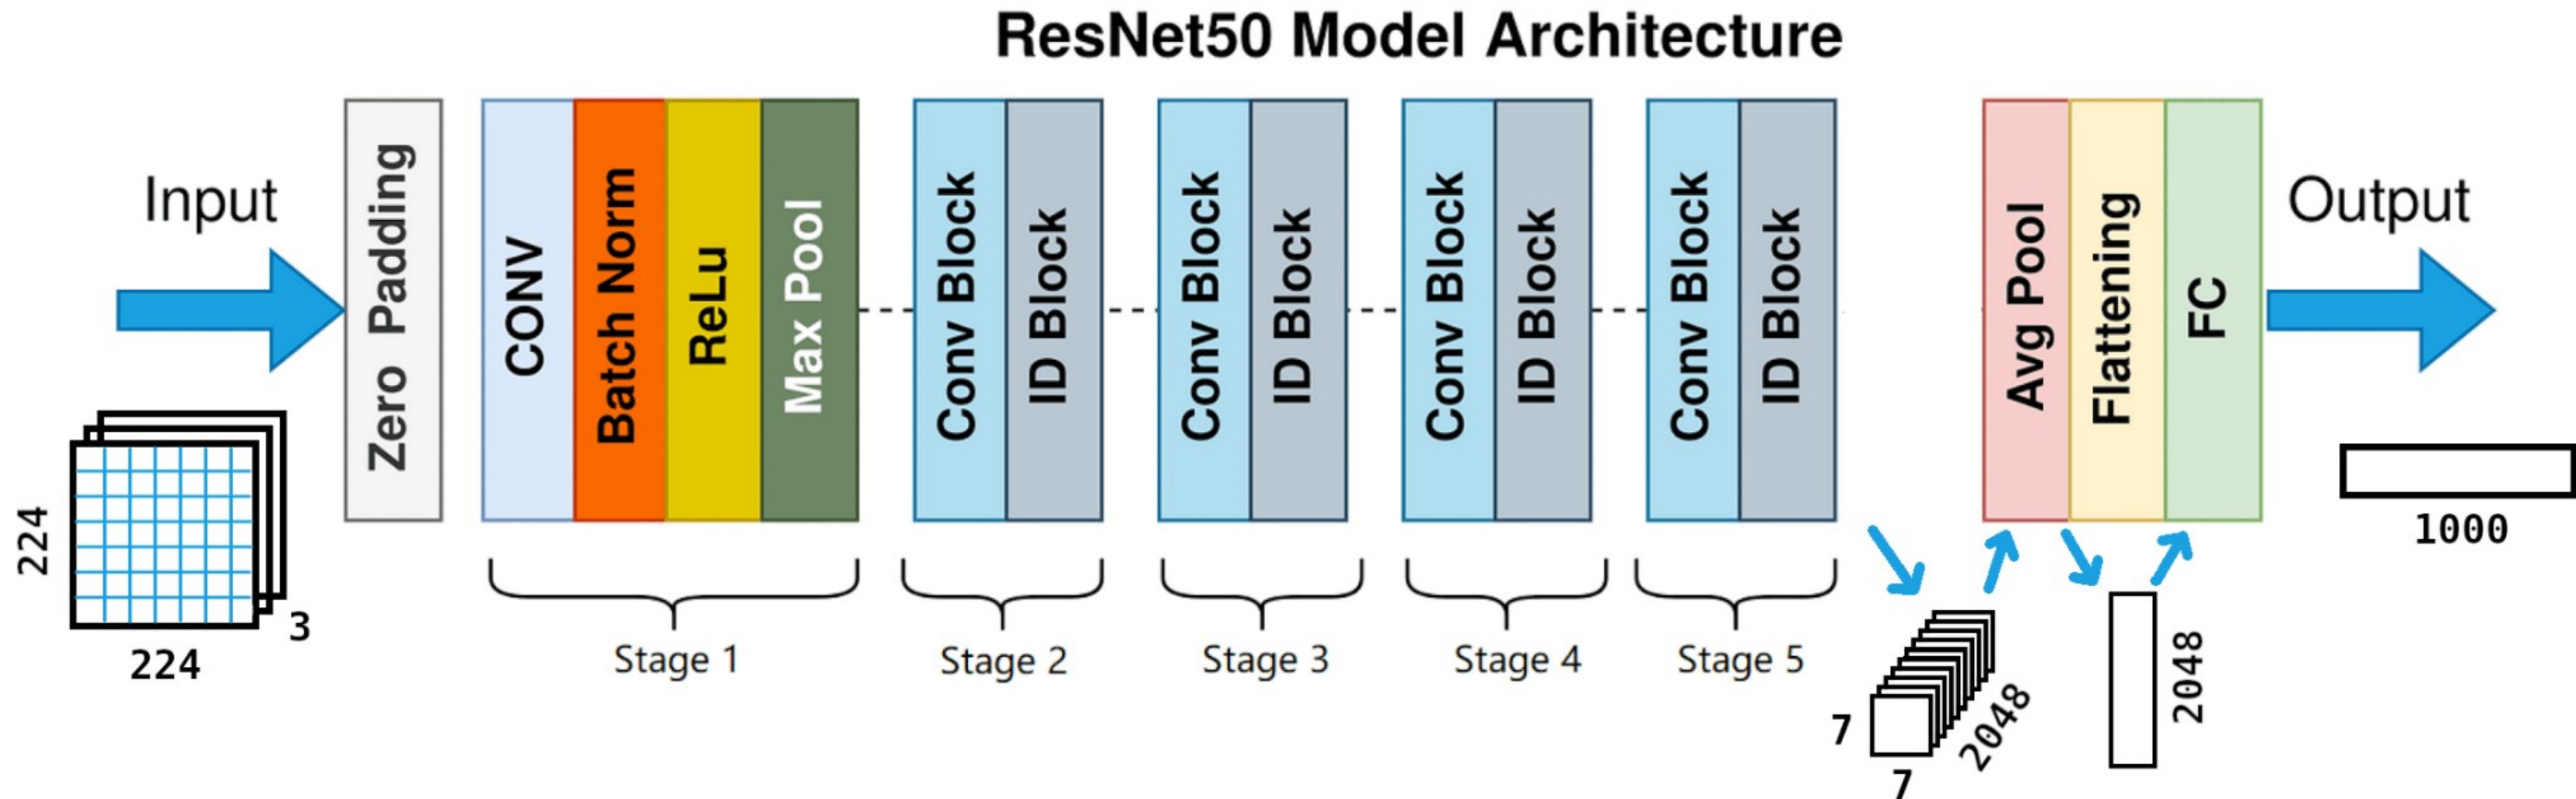 ResNet50 Model Architecture
Input
Zero Padding
CONV
Batch Norm
ReLu
Max Pool
Conv Block
ID Block
Conv Block
ID Block
Conv Block
ID Block
Conv Block
ID Block
Avg Pool
Flattening
FC
Output
224
224
3
Stage 1
Stage 2
Stage 3
Stage 4
Stage 5
7
7
2048
2048
1000